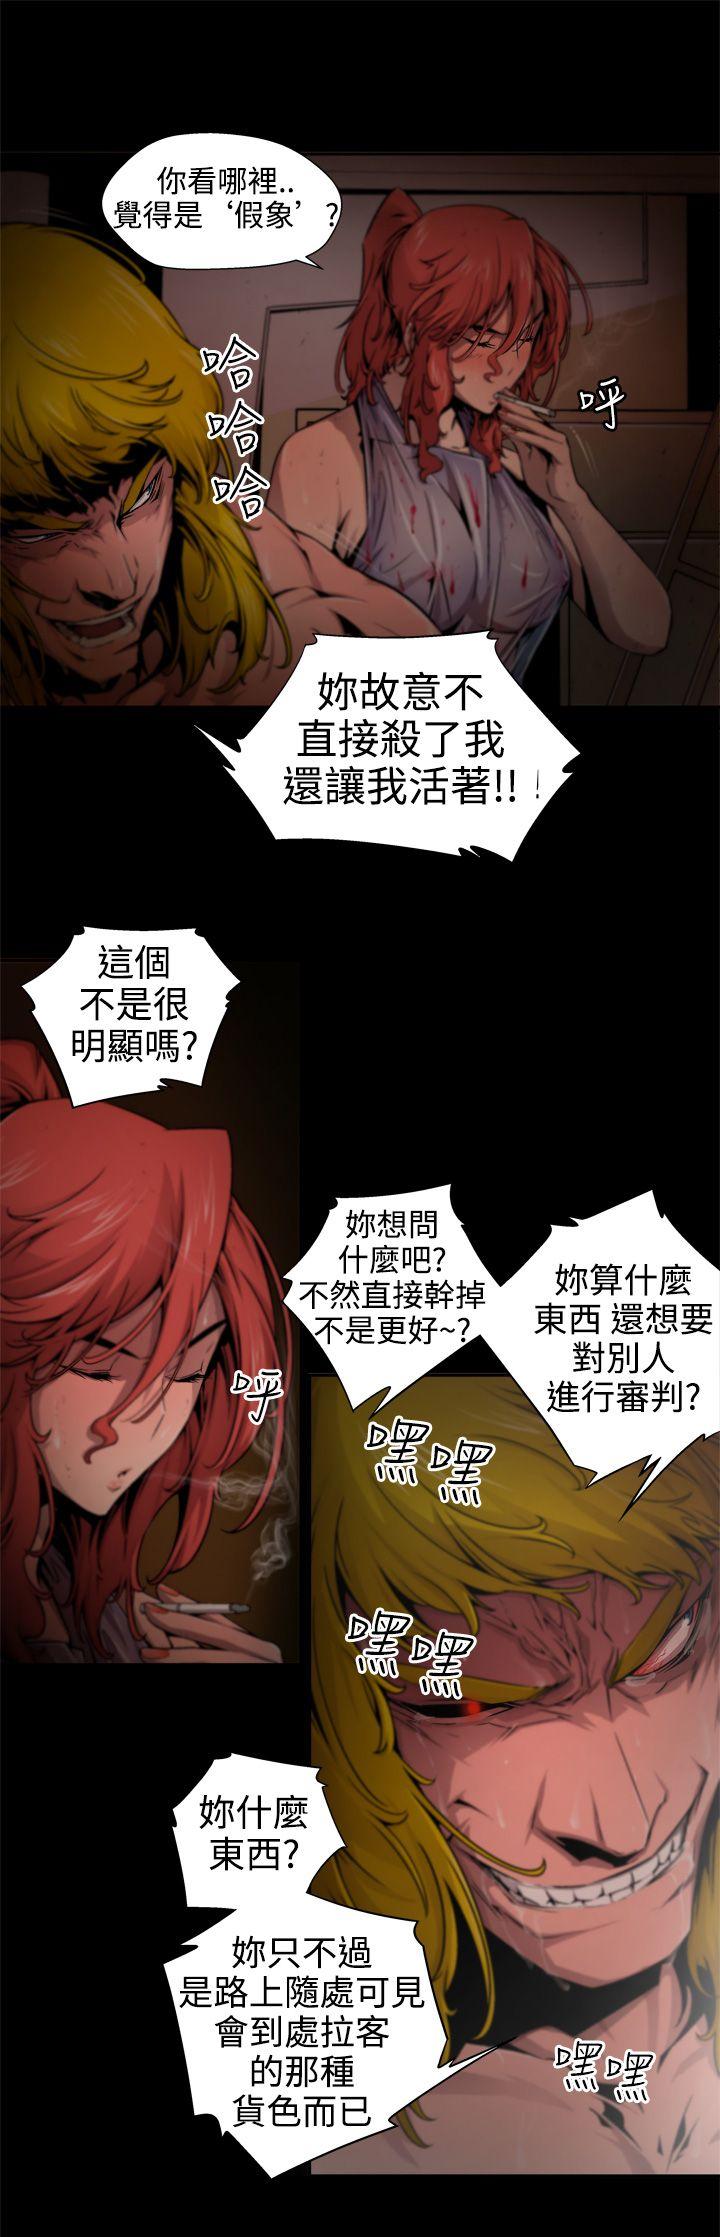 你看哪裡..
覺得是‘假象’?
哈
哈
哈
呼
妳故意不
直接殺了我
還讓我活著!! !
這個
不是很
明顯嗎?
呼
妳想問
什麼吧?
不然直接幹掉
不是更好~?
妳算什麼
東西 還想要
對別人
進行審判?
嘿嘿
嘿嘿
妳什麼
東西?
妳只不過
是路上隨處可見
會到處拉客
的那種
貨色而已
嘿嘿